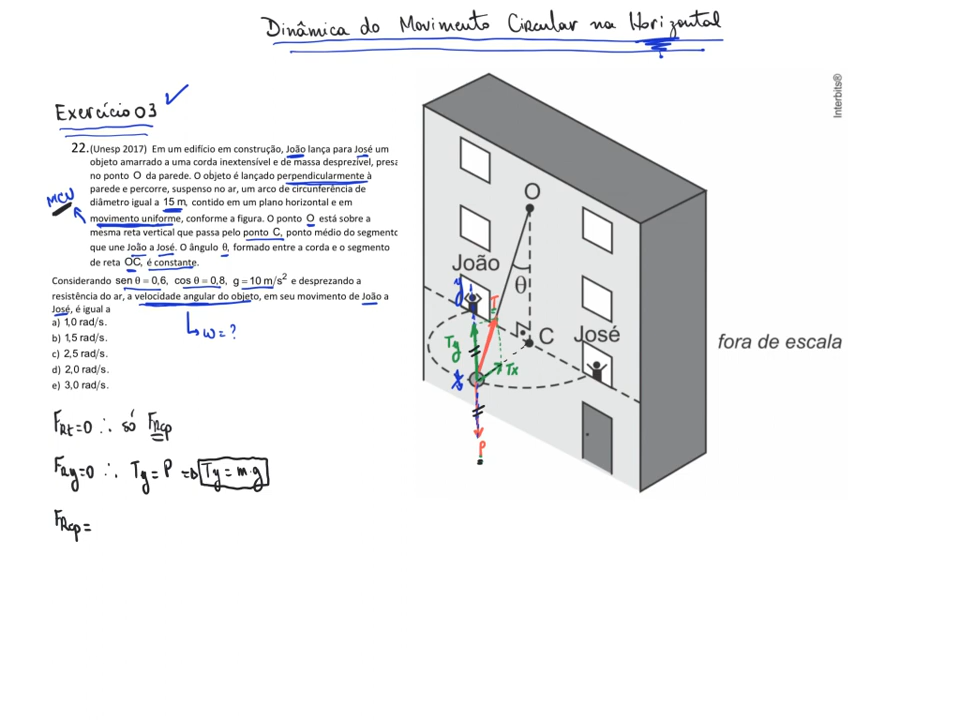 Dinâmica do Movimento Circular na Horizontal
Interbits®
Exercício 03
22.(Unesp 2017) Em um edifício em construção, João lança para José um
objeto amarrado a uma corda inextensível e de massa desprezível, presa
no ponto O da parede. O objeto é lançado perpendicularmente à
parede e percorre, suspenso no ar, um arco de circunferência de
diâmetro igual a 15 m, contido em um plano horizontal e em
MCU
movimento uniforme, conforme a figura. O ponto O está sobre a
mesma reta vertical que passa pelo ponto C, ponto médio do segmento
que une João a José. O ângulo θ, formado entre a corda e o segmento
de reta OC, é constante.
Considerando sen θ = 0,6, cos θ = 0,8, g = 10 m/s² e desprezando a
resistência do ar, a velocidade angular do objeto, em seu movimento de João a
José, é igual a
a) 1,0 rad/s.
b) 1,5 rad/s.
c) 2,5 rad/s.
d) 2,0 rad/s.
e) 3,0 rad/s.
ω = ?
O
João
θ
y
T
C
José
Ty
Tx
x
P
fora de escala
FRt=0 ∴ só FRcp
FRy=0 ∴ Ty=P ⇒ Ty = m·g
FRcp =